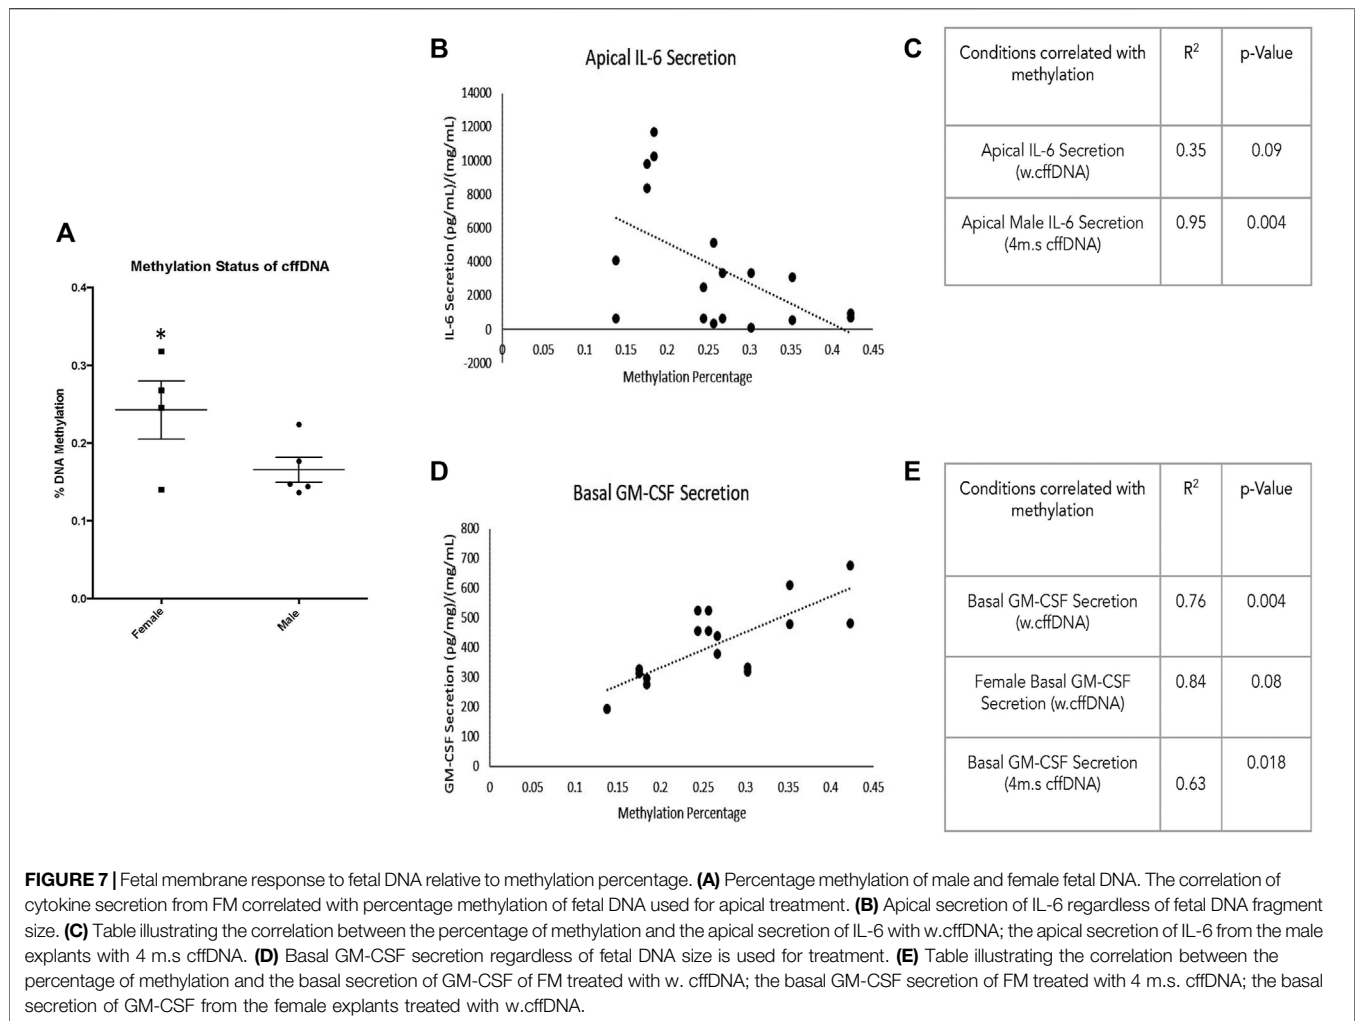 A
Methylation Status of cffDNA
% DNA Methylation
0.4
0.3
0.2
0.1
0.0
*
Female
Male
B
Apical IL-6 Secretion
IL-6 Secretion (pg/mL)/(mg/mL)
14000
12000
10000
8000
6000
4000
2000
0
-2000
0 0.05 0.1 0.15 0.2 0.25 0.3 0.35 0.4 0.45
Methylation Percentage
C
Conditions correlated with methylation R² p-Value
Apical IL-6 Secretion (w.cffDNA) 0.35 0.09
Apical Male IL-6 Secretion (4m.s cffDNA) 0.95 0.004
D
Basal GM-CSF Secretion
GM-CSF Secretion (pg/mg)/(mg/mL)
800
700
600
500
400
300
200
100
0
0 0.05 0.1 0.15 0.2 0.25 0.3 0.35 0.4 0.45
Methylation Percentage
E
Conditions correlated with methylation R² p-Value
Basal GM-CSF Secretion (w.cffDNA) 0.76 0.004
Female Basal GM-CSF Secretion (w.cffDNA) 0.84 0.08
Basal GM-CSF Secretion (4m.s cffDNA) 0.63 0.018
FIGURE 7 | Fetal membrane response to fetal DNA relative to methylation percentage. (A) Percentage methylation of male and female fetal DNA. The correlation of
cytokine secretion from FM correlated with percentage methylation of fetal DNA used for apical treatment. (B) Apical secretion of IL-6 regardless of fetal DNA fragment
size. (C) Table illustrating the correlation between the percentage of methylation and the apical secretion of IL-6 with w.cffDNA; the apical secretion of IL-6 from the male
explants with 4 m.s cffDNA. (D) Basal GM-CSF secretion regardless of fetal DNA size is used for treatment. (E) Table illustrating the correlation between the
percentage of methylation and the basal secretion of GM-CSF of FM treated with w. cffDNA; the basal GM-CSF secretion of FM treated with 4 m.s. cffDNA; the basal
secretion of GM-CSF from the female explants treated with w.cffDNA.